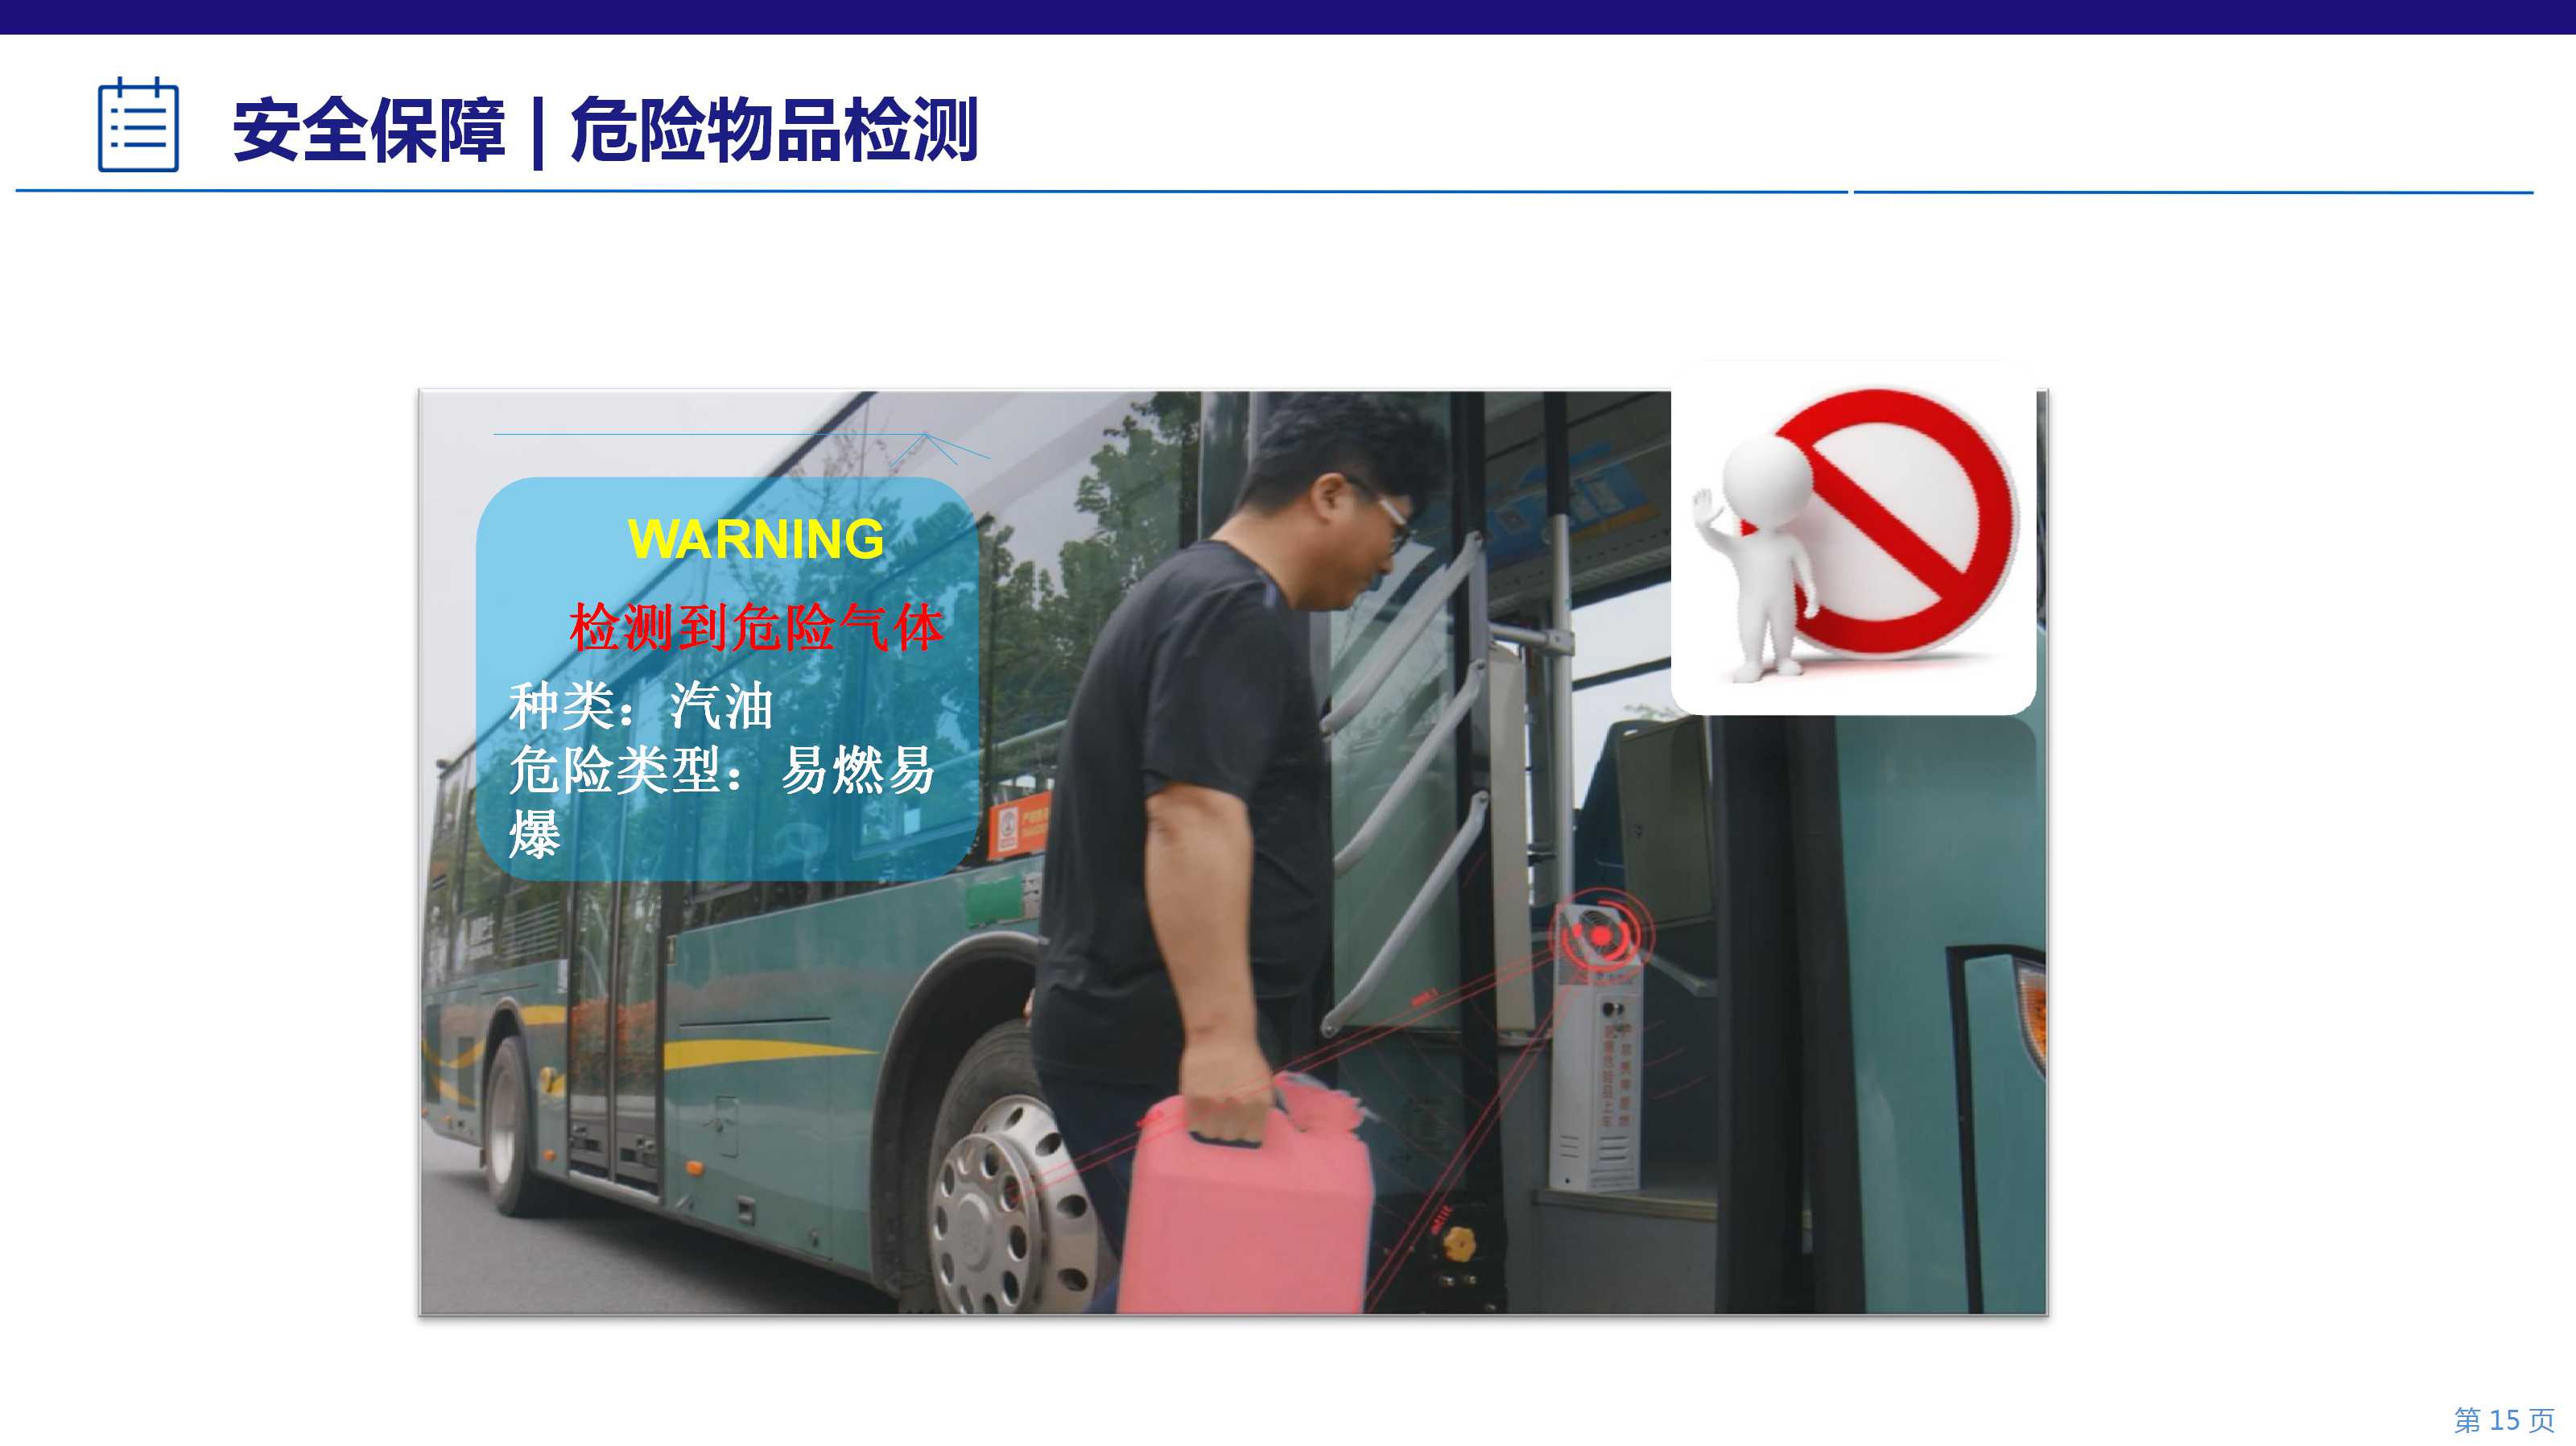 安全保障 | 危险物品检测
WARNING
检测到危险气体
种类：汽油
危险类型：易燃易
爆
第 15 页